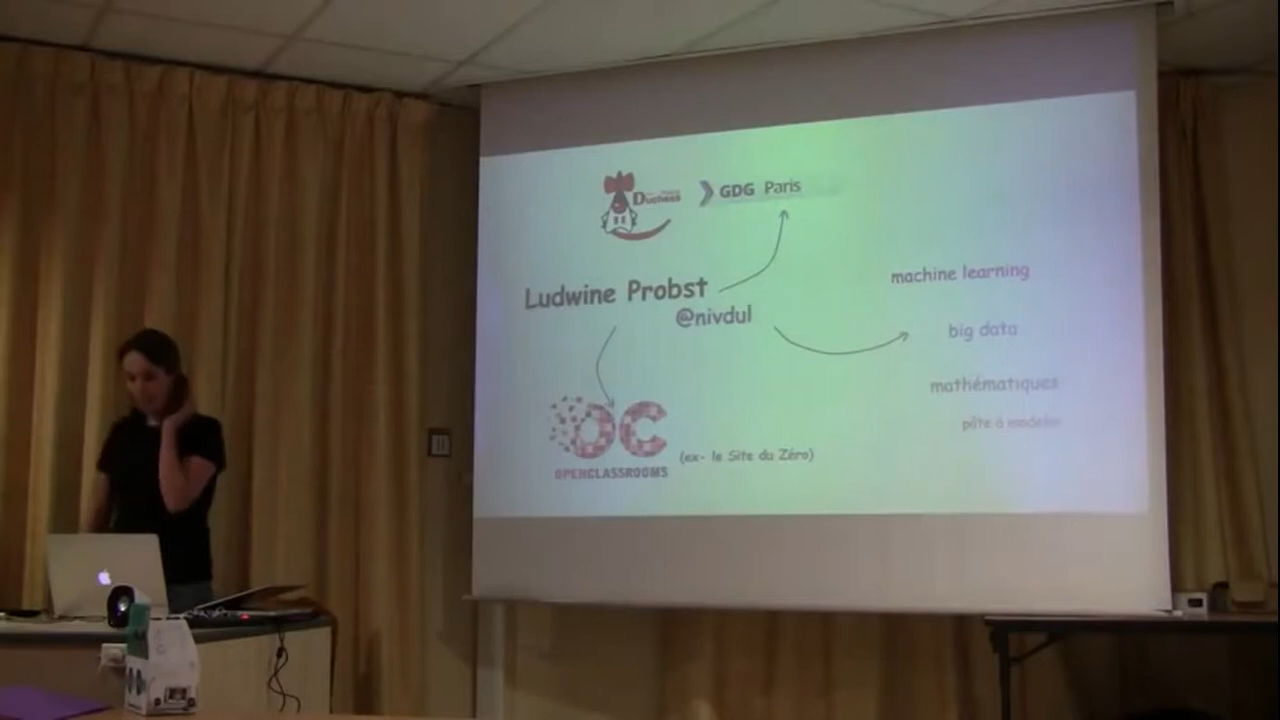 Duchess
GDG Paris
Ludwine Probst
@nivdul
machine learning
big data
mathématiques
pâte à modeler
OC
OPENCLASSROOMS
(ex- le Site du Zéro)